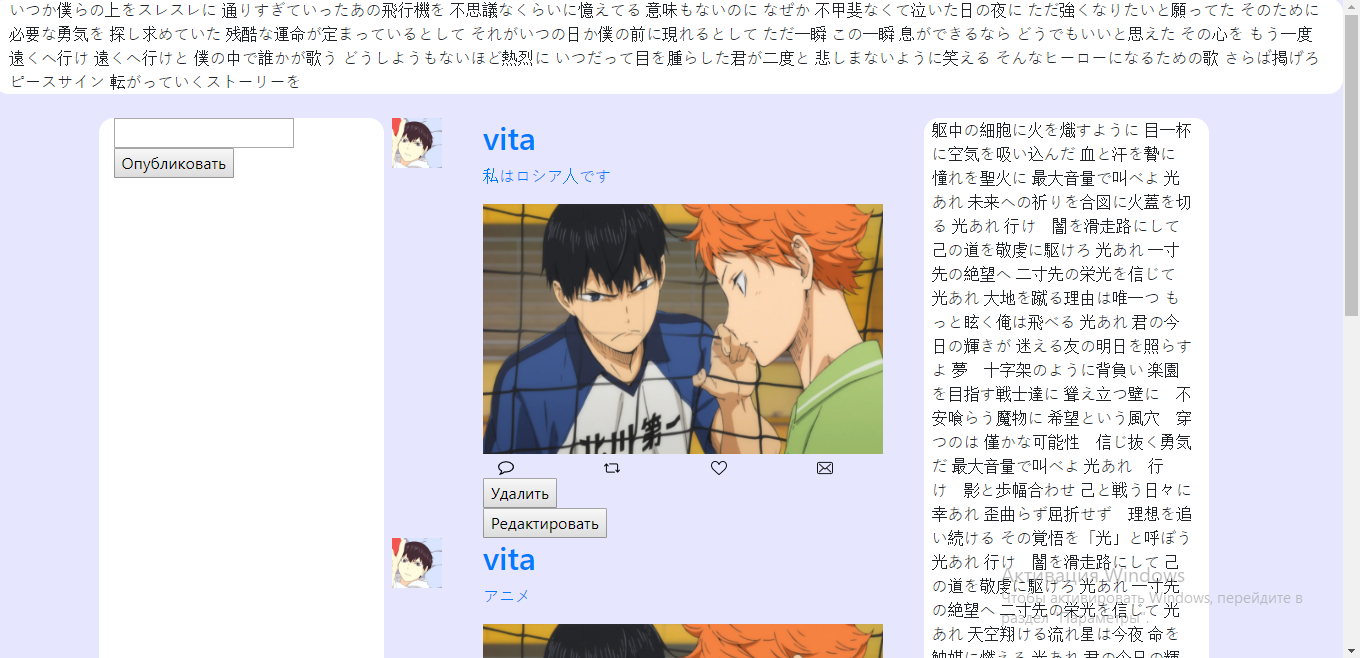 いつか僕らの上をスレスレに 通りすぎていったあの飛行機を 不思議なくらいに憶えてる 意味もないのに なぜか 不甲斐なくて泣いた日の夜に ただ強くなりたいと願ってた そのために
必要な勇気を 探し求めていた 残酷な運命が定まっているとして それがいつの日か僕の前に現れるとして ただ一瞬 この一瞬 息ができるなら どうでもいいと思えた その心を もう一度
遠くへ行け 遠くへ行けと 僕の中で誰かが歌う どうしようもないほど熱烈に いつだって目を腫らした君が二度と 悲しまないように笑える そんなヒーローになるための歌 さらば掲げろ
ピースサイン 転がっていくストーリーを
Опубликовать
vita
私はロシア人です
第一
Удалить
Редактировать
vita
アニメ
躯中の細胞に火を熾すように 目一杯
に空気を吸い込んだ 血と汗を贄に
憧れを聖火に 最大音量で叫べよ 光
あれ 未来への祈りを合図に火蓋を切
る 光あれ 行け　闇を滑走路にして
己の道を敬虔に駆けろ 光あれ 一寸
先の絶望へ 二寸先の栄光を信じて
光あれ 大地を蹴る理由は唯一つ も
っと眩く俺は飛べる 光あれ 君の今
日の輝きが 迷える友の明日を照らす
よ 夢　十字架のように背負い 楽園
を目指す戦士達に 聳え立つ壁に　不
安喰らう魔物に 希望という風穴　穿
つのは 僅かな可能性　信じ抜く勇気
だ 最大音量で叫べよ 光あれ　行
け　影と歩幅合わせ 己と戦う日々に
幸あれ 歪曲らず屈折せず　理想を追
い続ける その覚悟を「光」と呼ぼう
光あれ 行け　闇を滑走路にして 己
の道を敬虔に駆けろ 光あれ 一寸先
の絶望へ 二寸先の栄光を信じて 光
あれ 天空翔ける流れ星は今夜 命を
触媒に燃える 光あれ 君の今日の輝
Активация Windows
Чтобы активировать Windows, перейдите в
раздел "Параметры".